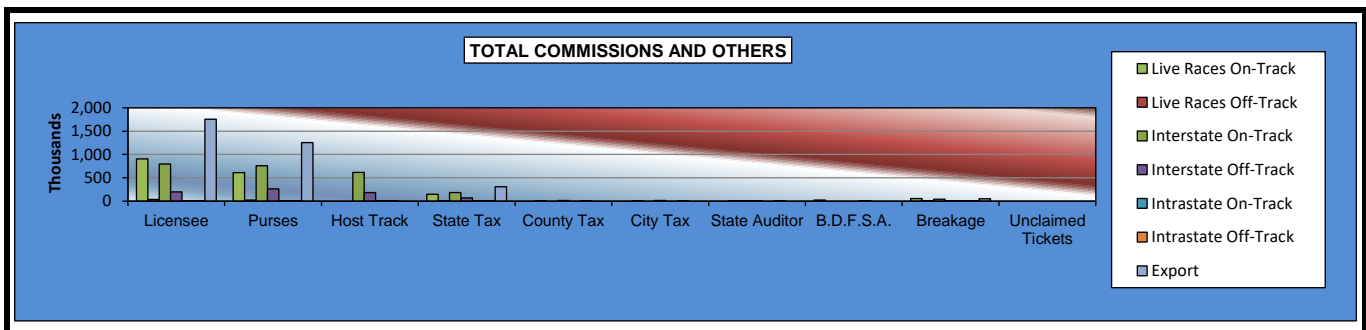 TOTAL COMMISSIONS AND OTHERS
Thousands
2,000
1,500
1,000
500
0
Licensee Purses Host Track State Tax County Tax City Tax State Auditor B.D.F.S.A. Breakage Unclaimed
Tickets
Live Races On-Track
Live Races Off-Track
Interstate On-Track
Interstate Off-Track
Intrastate On-Track
Intrastate Off-Track
Export